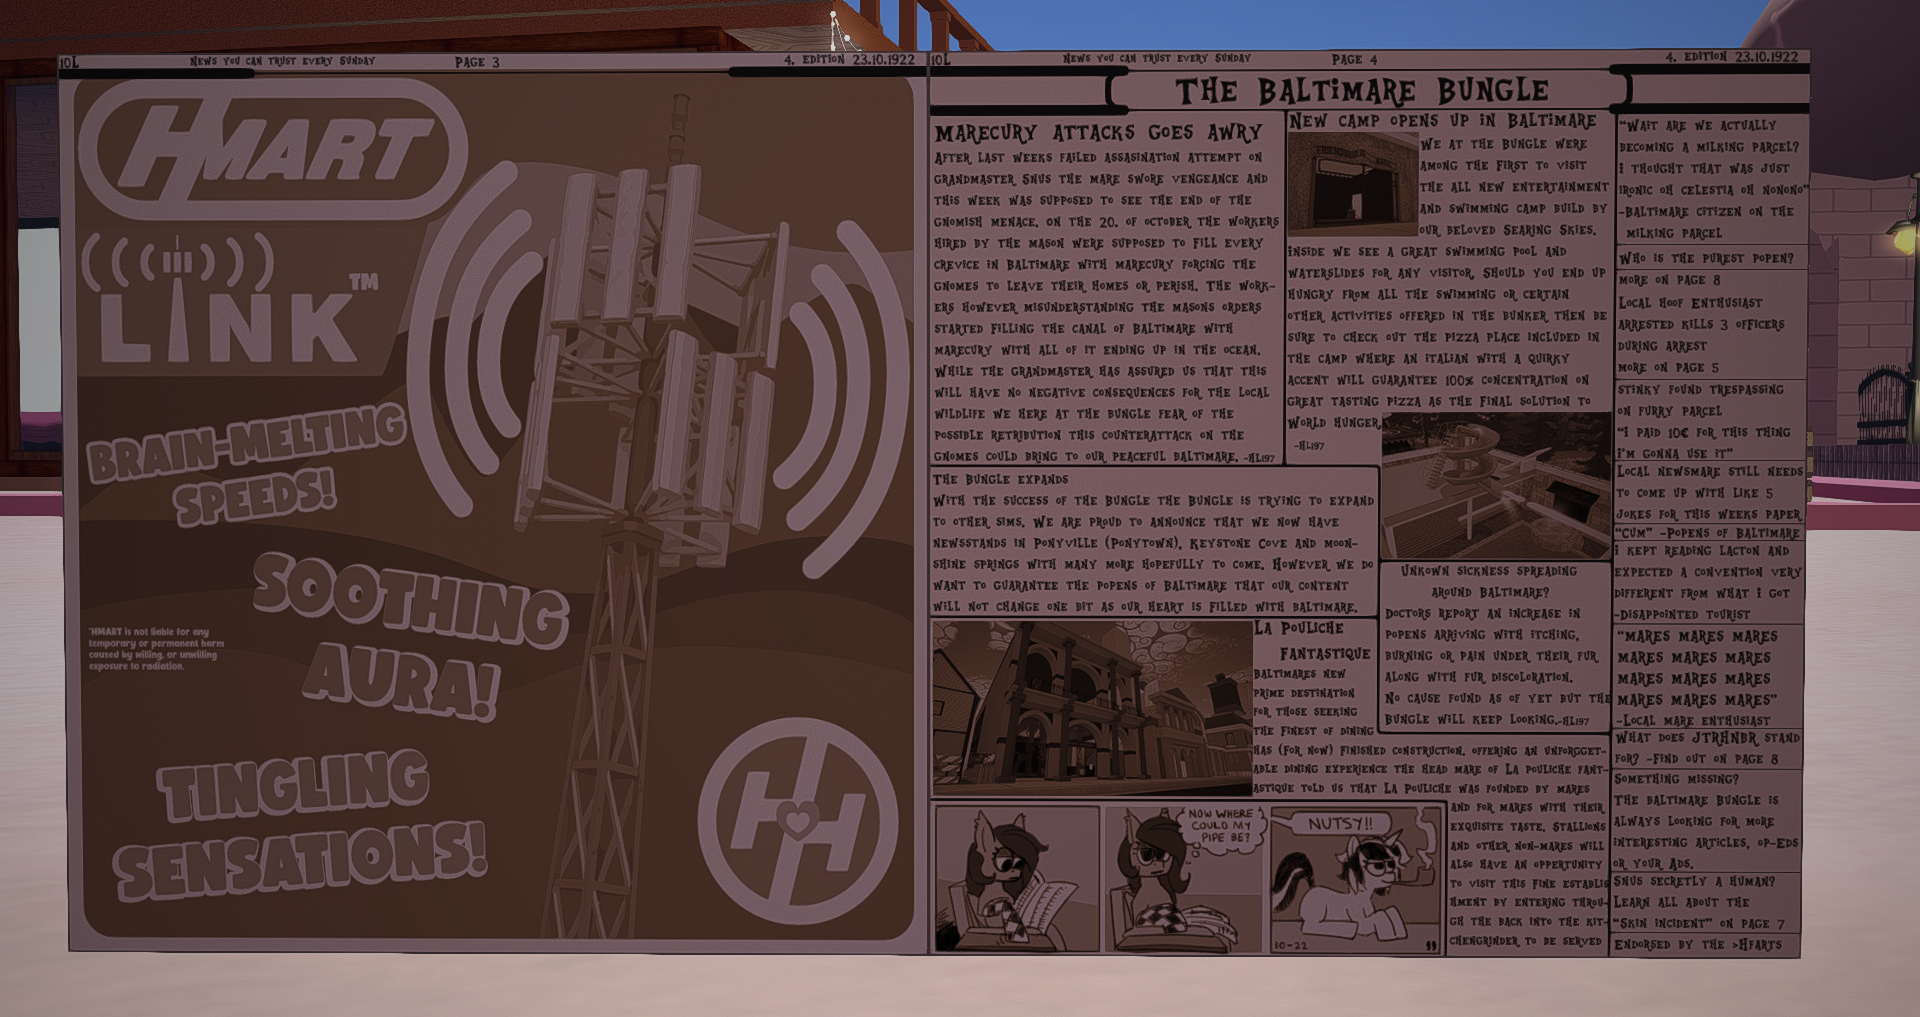 10L
NEWS YOU CAN TRUST EVERY SUNDAY
PAGE 3
4. EDITION 23.10.1922
HMART
LINK™
BRAIN-MELTING
SPEEDS!
SOOTHING
AURA!
*HMART is not liable for any
temporary or permanent harm
caused by willing, or unwilling
exposure to radiation.
TINGLING
SENSATIONS!
HH
10L
NEWS YOU CAN TRUST EVERY SUNDAY
PAGE 4
4. EDITION 23.10.1922
THE BALTIMARE BUNGLE
MARECURY ATTACKS GOES AWRY
AFTER LAST WEEKS FAILED ASSASINATION ATTEMPT ON
GRANDMASTER SNUS THE MARE SWORE VENGEANCE AND
THIS WEEK WAS SUPPOSED TO SEE THE END OF THE
GNOMISH MENACE. ON THE 20. OF OCTOBER THE WORKERS
HIRED BY THE MASON WERE SUPPOSED TO FILL EVERY
CREVICE IN BALTIMARE WITH MARECURY FORCING THE
GNOMES TO LEAVE THEIR HOMES OR PERISH. THE WORK-
ERS HOWEVER MISUNDERSTANDING THE MASONS ORDERS
STARTED FILLING THE CANAL OF BALTIMARE WITH
MARECURY WITH ALL OF IT ENDING UP IN THE OCEAN.
WHILE THE GRANDMASTER HAS ASSURED US THAT THIS
WILL HAVE NO NEGATIVE CONSEQUENCES FOR THE LOCAL
WILDLIFE WE HERE AT THE BUNGLE FEAR OF THE
POSSIBLE RETRIBUTION THIS COUNTERATTACK ON THE
GNOMES COULD BRING TO OUR PEACEFUL BALTIMARE. -HL197
NEW CAMP OPENS UP IN BALTIMARE
WE AT THE BUNGLE WERE
AMONG THE FIRST TO VISIT
THE ALL NEW ENTERTAINMENT
AND SWIMMING CAMP BUILD BY
OUR BELOVED SEARING SKIES.
INSIDE WE SEE A GREAT SWIMMING POOL AND
WATERSLIDES FOR ANY VISITOR, SHOULD YOU END UP
HUNGRY FROM ALL THE SWIMMING OR CERTAIN
OTHER ACTIVITIES OFFERED IN THE BUNKER THEN BE
SURE TO CHECK OUT THE PIZZA PLACE INCLUDED IN
THE CAMP WHERE AN ITALIAN WITH A QUIRKY
ACCENT WILL GUARANTEE 100% CONCENTRATION ON
GREAT TASTING PIZZA AS THE FINAL SOLUTION TO
WORLD HUNGER.
-HL197
THE BUNGLE EXPANDS
WITH THE SUCCESS OF THE BUNGLE THE BUNGLE IS TRYING TO EXPAND
TO OTHER SIMS. WE ARE PROUD TO ANNOUNCE THAT WE NOW HAVE
NEWSSTANDS IN PONYVILLE (PONYTOWN), KEYSTONE COVE AND MOON-
SHINE SPRINGS WITH MANY MORE HOPEFULLY TO COME. HOWEVER WE DO
WANT TO GUARANTEE THE POPENS OF BALTIMARE THAT OUR CONTENT
WILL NOT CHANGE ONE BIT AS OUR HEART IS FILLED WITH BALTIMARE.
UNKOWN SICKNESS SPREADING
AROUND BALTIMARE?
DOCTORS REPORT AN INCREASE IN
POPENS ARRIVING WITH ITCHING,
BURNING OR PAIN UNDER THEIR FUR
ALONG WITH FUR DISCOLORATION.
NO CAUSE FOUND AS OF YET BUT THE
BUNGLE WILL KEEP LOOKING.-HL197
LA POULICHE
FANTASTIQUE
BALTIMARES NEW
PRIME DESTINATION
FOR THOSE SEEKING
THE FINEST OF DINING
HAS (FOR NOW) FINISHED CONSTRUCTION. OFFERING AN UNFORGGET-
ABLE DINING EXPERIENCE THE HEAD MARE OF LA POULICHE FANT-
ASTIQUE TOLD US THAT LA POULICHE WAS FOUNDED BY MARES
AND FOR MARES WITH THEIR
EXQUISITE TASTE. STALLIONS
AND OTHER NON-MARES WILL
ALSO HAVE AN OPPERTUNITY
TO VISIT THIS FINE ESTABLIS
HMENT BY ENTERING THROU-
GH THE BACK INTO THE KIT-
CHENGRINDER TO BE SERVED
NOW WHERE
COULD MY
PIPE BE?
NUTSY!!
10-22
"WAIT ARE WE ACTUALLY
BECOMING A MILKING PARCEL?
I THOUGHT THAT WAS JUST
IRONIC OH CELESTIA OH NONONO"
-BALTIMARE CITIZEN ON THE
MILKING PARCEL
WHO IS THE PUREST POPEN?
MORE ON PAGE 8
LOCAL HOOF ENTHUSIAST
ARRESTED KILLS 3 OFFICERS
DURING ARREST
MORE ON PAGE 5
STINKY FOUND TRESPASSING
ON FURRY PARCEL
"I PAID 10€ FOR THIS THING
I'M GONNA USE IT"
LOCAL NEWSMARE STILL NEEDS
TO COME UP WITH LIKE 5
JOKES FOR THIS WEEKS PAPER
"CUM" -POPENS OF BALTIMARE
I KEPT READING LACTON AND
EXPECTED A CONVENTION VERY
DIFFERENT FROM WHAT I GOT
-DISAPPOINTED TOURIST
"MARES MARES MARES
MARES MARES MARES
MARES MARES MARES
MARES MARES MARES"
-LOCAL MARE ENTHUSIAST
WHAT DOES JTRHNBR STAND
FOR? -FIND OUT ON PAGE 8
SOMETHING MISSING?
THE BALTIMARE BUNGLE IS
ALWAYS LOOKING FOR MORE
INTERESTING ARTICLES, OP-EDS
OR YOUR ADS.
SNUS SECRETLY A HUMAN?
LEARN ALL ABOUT THE
"SKIN INCIDENT" ON PAGE 7
ENDORSED BY THE >HFARTS